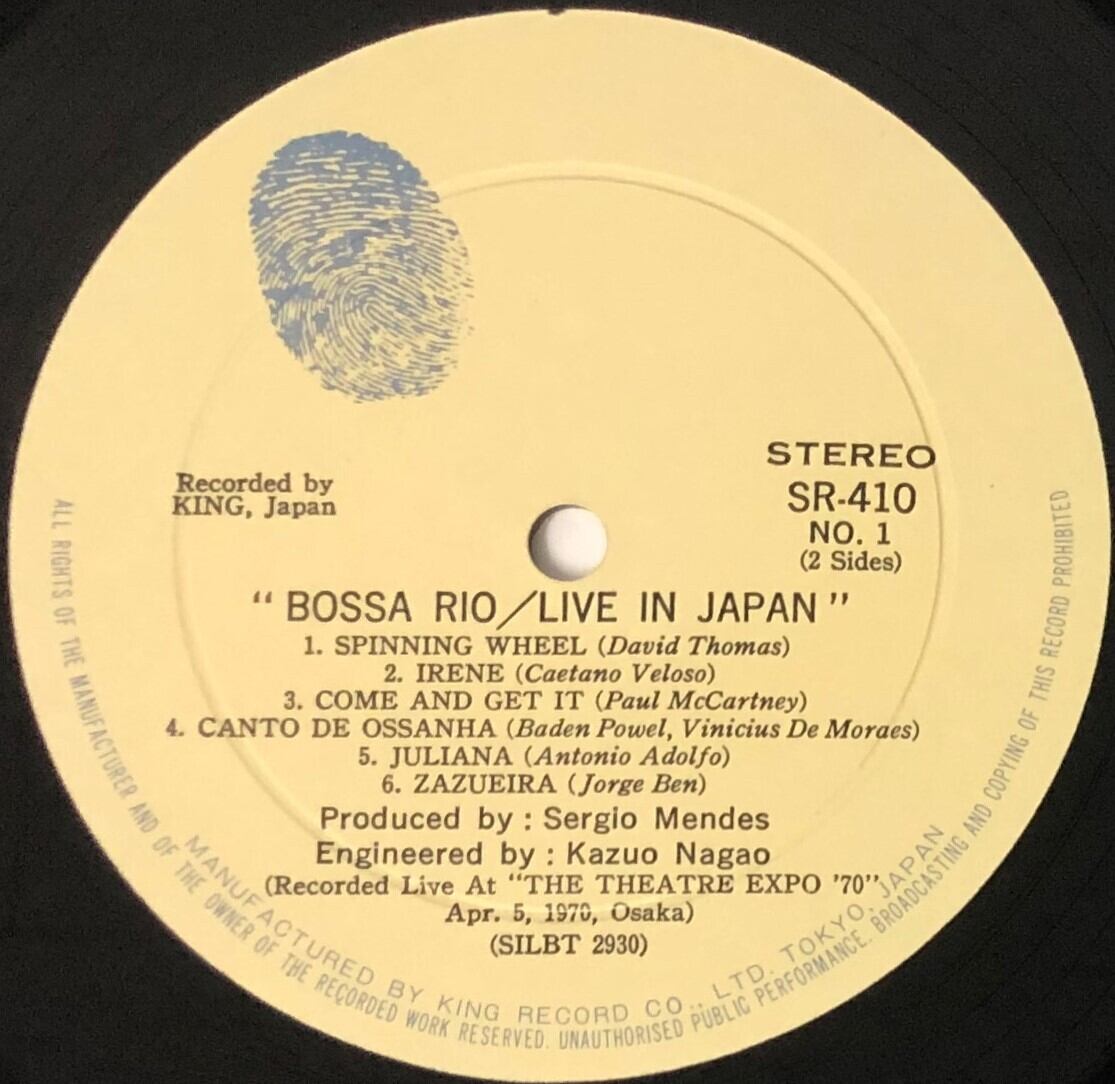 Recorded by
KING, Japan
STEREO
SR-410
NO. 1
(2 Sides)
“BOSSA RIO/LIVE IN JAPAN”
1. SPINNING WHEEL (David Thomas)
2. IRENE (Caetano Veloso)
3. COME AND GET IT (Paul McCartney)
4. CANTO DE OSSANHA (Baden Powel, Vinicius De Moraes)
5. JULIANA (Antonio Adolfo)
6. ZAZUEIRA (Jorge Ben)
Produced by : Sergio Mendes
Engineered by : Kazuo Nagao
(Recorded Live At “THE THEATRE EXPO '70”,
Apr. 5, 1970, Osaka)
(SILBT 2930)
MANUFACTURED BY KING RECORD CO., LTD. TOKYO, JAPAN
ALL RIGHTS OF THE MANUFACTURER AND OF THE OWNER OF THE RECORDED WORK RESERVED. UNAUTHORISED PUBLIC PERFORMANCE. BROADCASTING AND COPYING OF THIS RECORD PROHIBITED